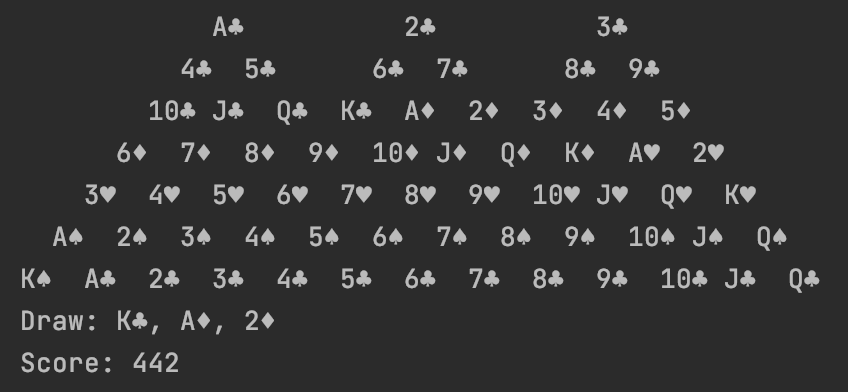 A♣ 2♣ 3♣
4♣ 5♣ 6♣ 7♣ 8♣ 9♣
10♣ J♣ Q♣ K♣ A♦ 2♦ 3♦ 4♦ 5♦
6♦ 7♦ 8♦ 9♦ 10♦ J♦ Q♦ K♦ A♥ 2♥
3♥ 4♥ 5♥ 6♥ 7♥ 8♥ 9♥ 10♥ J♥ Q♥ K♥
A♠ 2♠ 3♠ 4♠ 5♠ 6♠ 7♠ 8♠ 9♠ 10♠ J♠ Q♠
K♠ A♣ 2♣ 3♣ 4♣ 5♣ 6♣ 7♣ 8♣ 9♣ 10♣ J♣ Q♣
Draw: K♣, A♦, 2♦
Score: 442